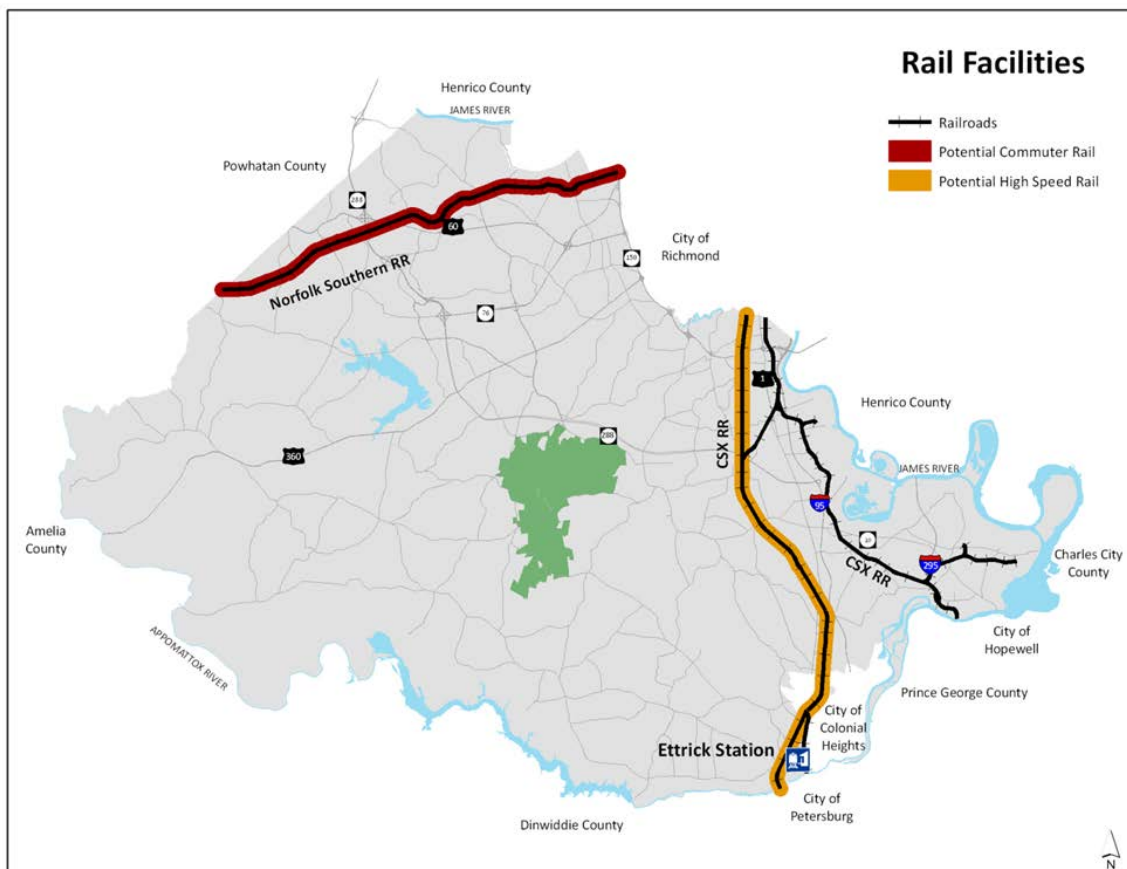 Rail Facilities
Railroads
Potential Commuter Rail
Potential High Speed Rail
Henrico County
JAMES RIVER
Powhatan County
288
60
City of
Richmond
150
Norfolk Southern RR
76
1
Henrico County
CSX RR
360
288
JAMES RIVER
95
10
Amelia
County
CSX RR
295
Charles City
County
City of
Hopewell
APPOMATTOX RIVER
Prince George County
City of
Colonial
Heights
Ettrick Station
City of
Petersburg
Dinwiddie County
N